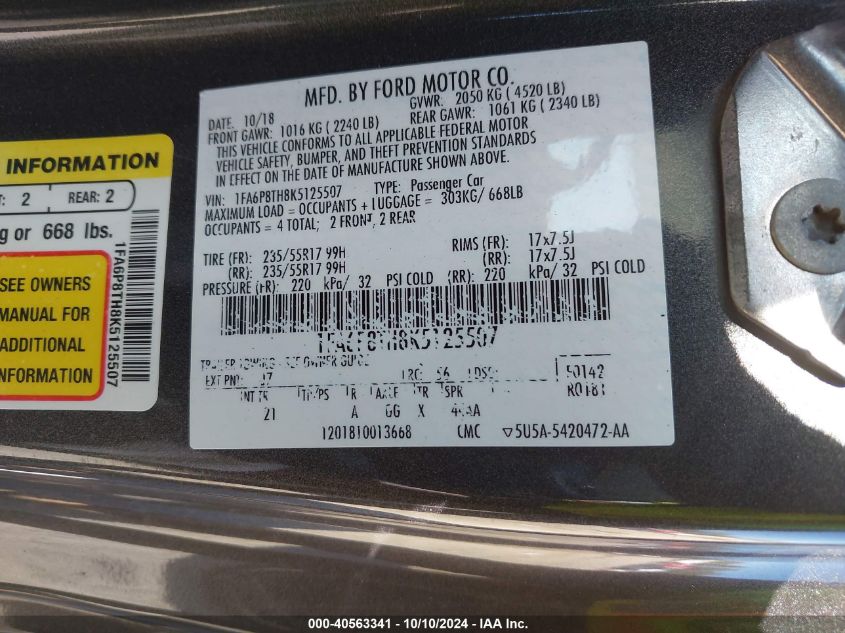 MFD. BY FORD MOTOR CO.
DATE: 10/18 GVWR: 2050 KG ( 4520 LB)
FRONT GAWR: 1016 KG ( 2240 LB) REAR GAWR: 1061 KG ( 2340 LB)
THIS VEHICLE CONFORMS TO ALL APPLICABLE FEDERAL MOTOR
VEHICLE SAFETY, BUMPER, AND THEFT PREVENTION STANDARDS
IN EFFECT ON THE DATE OF MANUFACTURE SHOWN ABOVE.
VIN: 1FA6P8TH8K5125507 TYPE: Passenger Car
MAXIMUM LOAD = OCCUPANTS + LUGGAGE = 303KG/ 668LB
OCCUPANTS = 4 TOTAL; 2 FRONT, 2 REAR
TIRE (FR): 235/55R17 99H RIMS (FR): 17x7.5J
(RR): 235/55R17 99H (RR): 17x7.5J
PRESSURE (FR): 220 kPa/ 32 PSI COLD (RR): 220 kPa/ 32 PSI COLD
OWNER GUIDE
EXT PNT:
21 A X
1201810013668 CMC ▽5U5A-5420472-AA
INFORMATION
2 REAR: 2
g or 668 lbs.
SEE OWNERS
MANUAL FOR
ADDITIONAL
INFORMATION
1FA6P8TH8K5125507
000-40563341 - 10/10/2024 - IAA Inc.